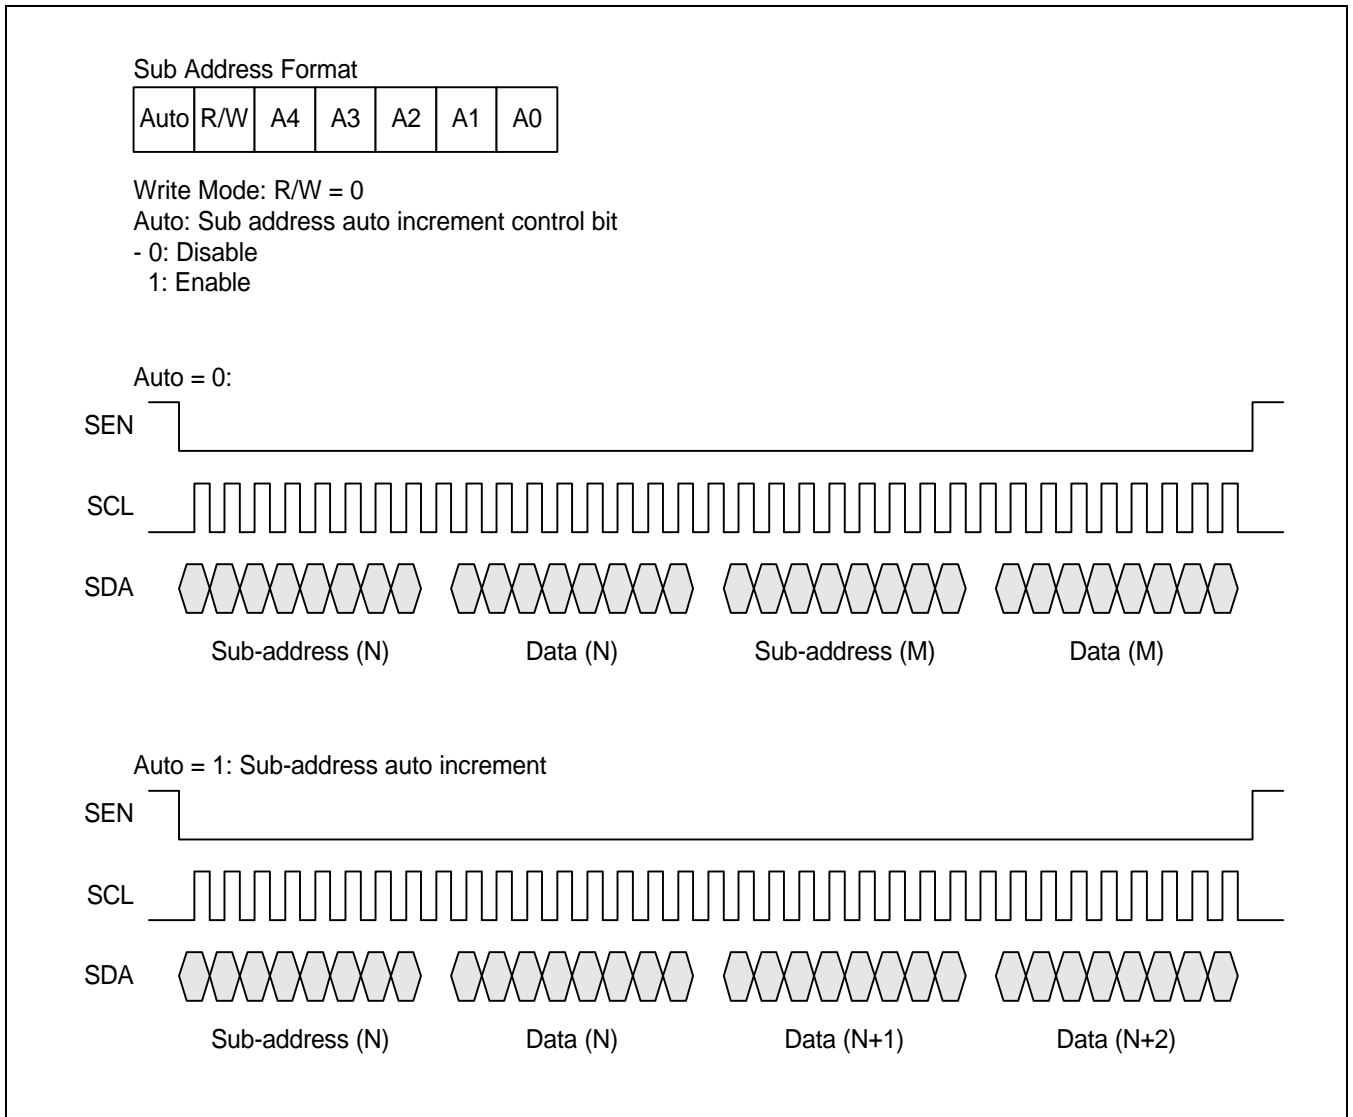 Sub Address Format
Auto R/W A4 A3 A2 A1 A0
Write Mode: R/W = 0
Auto: Sub address auto increment control bit
- 0: Disable
1: Enable
Auto = 0:
SEN
SCL
SDA
Sub-address (N) Data (N) Sub-address (M) Data (M)
Auto = 1: Sub-address auto increment
SEN
SCL
SDA
Sub-address (N) Data (N) Data (N+1) Data (N+2)